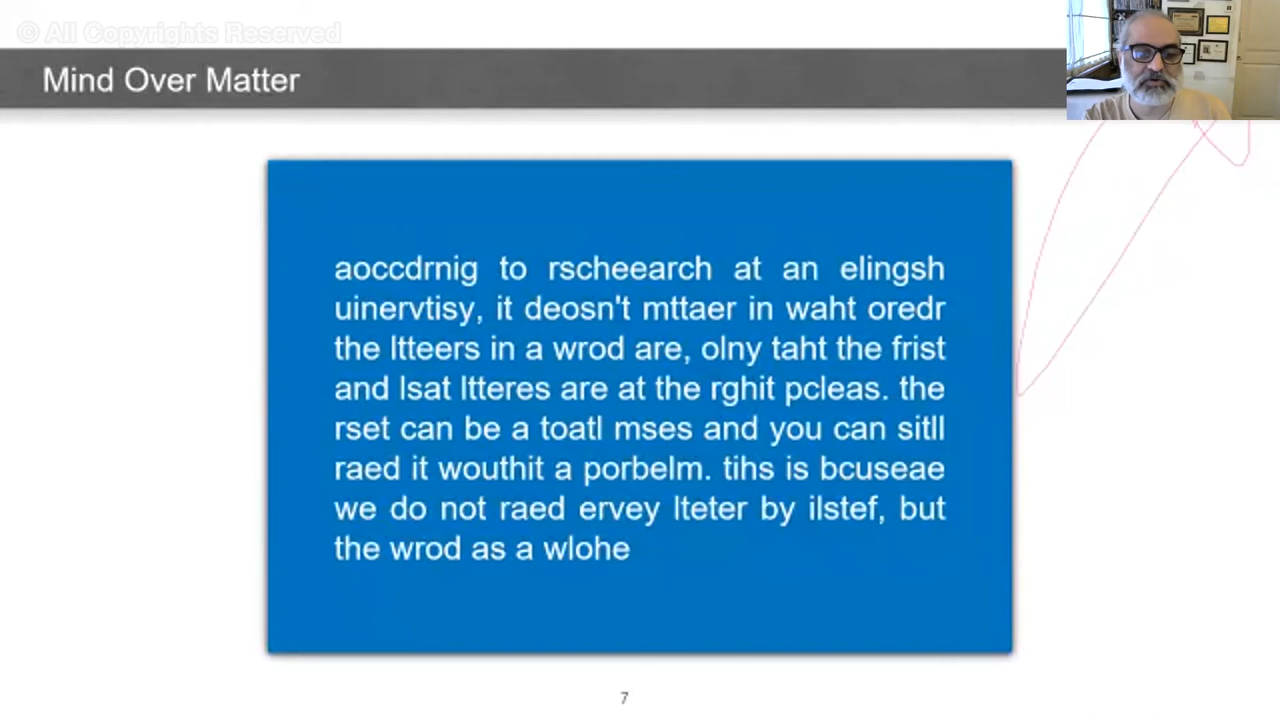 © All Copyrights Reserved
Mind Over Matter
aoccdrnig to rscheearch at an elingsh
uinervtisy, it deosn't mttaer in waht oredr
the ltteers in a wrod are, olny taht the frist
and lsat ltteres are at the rghit pcleas. the
rset can be a toatl mses and you can sitll
raed it wouthit a porbelm. tihs is bcuseae
we do not raed ervey lteter by ilstef, but
the wrod as a wlohe
7